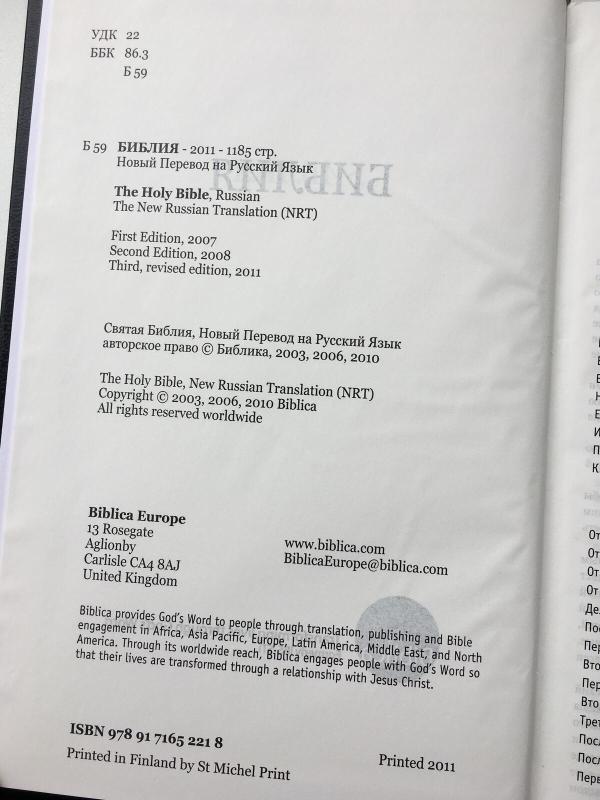 УДК 22
ББК 86.3
Б 59
Б 59 БИБЛИЯ - 2011 - 1185 стр.
Новый Перевод на Русский Язык
БИБЛИЯ
The Holy Bible, Russian
The New Russian Translation (NRT)
First Edition, 2007
Second Edition, 2008
Third, revised edition, 2011
Святая Библия, Новый Перевод на Русский Язык
авторское право © Библика, 2003, 2006, 2010
The Holy Bible, New Russian Translation (NRT)
Copyright © 2003, 2006, 2010 Biblica
All rights reserved worldwide
Biblica Europe
13 Rosegate
Aglionby
Carlisle CA4 8AJ
United Kingdom
www.biblica.com
BiblicaEurope@biblica.com
Biblica provides God's Word to people through translation, publishing and Bible
engagement in Africa, Asia Pacific, Europe, Latin America, Middle East, and North
America. Through its worldwide reach, Biblica engages people with God's Word so
that their lives are transformed through a relationship with Jesus Christ.
ISBN 978 91 7165 221 8
Printed in Finland by St Michel Print
Printed 2011